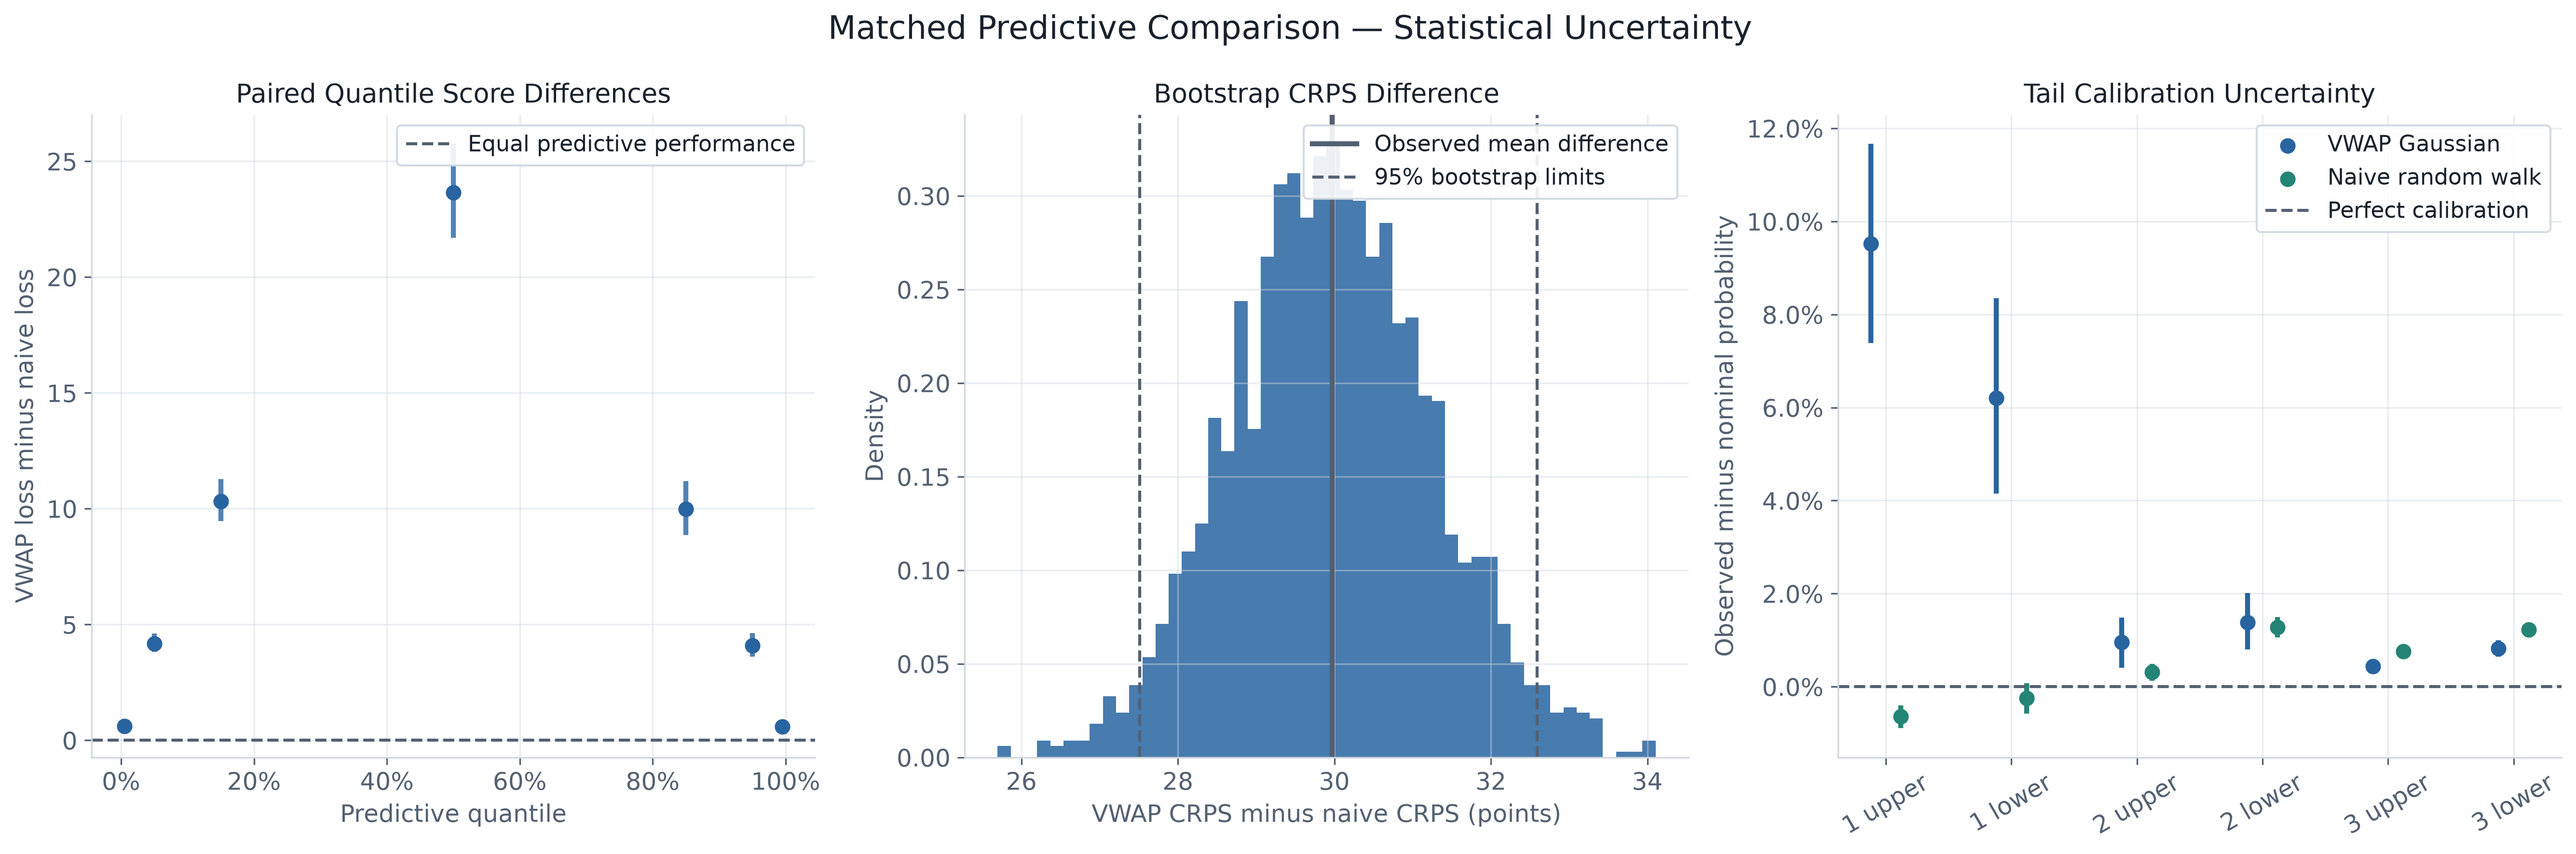 Matched Predictive Comparison — Statistical Uncertainty
Paired Quantile Score Differences
Equal predictive performance
VWAP loss minus naive loss
25
20
15
10
5
0
0%
20%
40%
60%
80%
100%
Predictive quantile
Bootstrap CRPS Difference
Observed mean difference
95% bootstrap limits
Density
0.30
0.25
0.20
0.15
0.10
0.05
0.00
26
28
30
32
34
VWAP CRPS minus naive CRPS (points)
Tail Calibration Uncertainty
VWAP Gaussian
Naive random walk
Perfect calibration
Observed minus nominal probability
12.0%
10.0%
8.0%
6.0%
4.0%
2.0%
0.0%
1 upper
1 lower
2 upper
2 lower
3 upper
3 lower